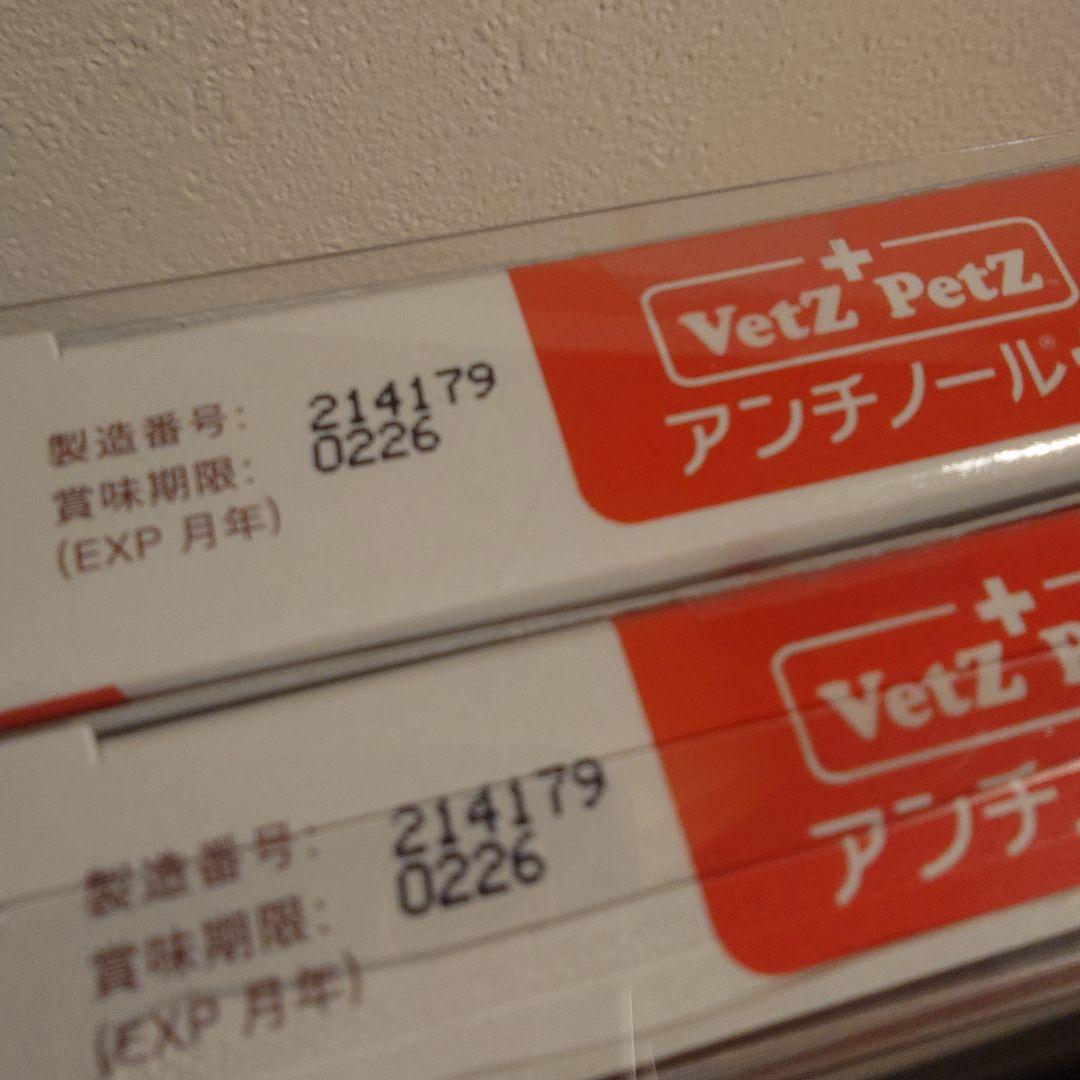 VetZ PetZ™
アンチノール®
製造番号: 214179
賞味期限: 0226
(EXP 月年)
VetZ
アンチ
製造番号: 214179
賞味期限: 0226
(EXP 月年)